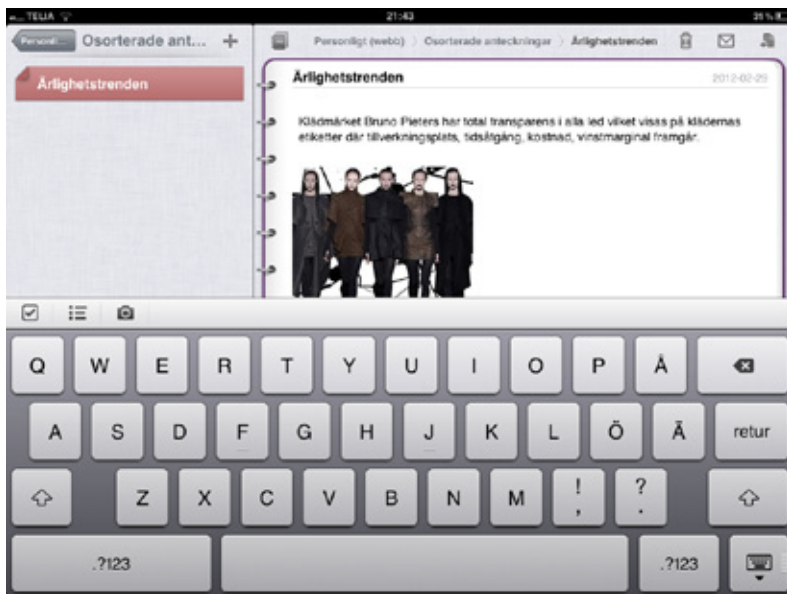 TELIA
21:43
Personli...
Osorterade ant...
+
Personligt (webb) > Osorterade anteckningar > Ärlighetstrenden
Ärlighetstrenden
Ärlighetstrenden
2012-02-29
Klädmärket Bruno Pieters har total transparens i alla led vilket visas på klädernas
etiketter där tillverkningsplats, tidsåtgång, kostnad, vinstmarginal framgår.
Q W E R T Y U I O P Å
A S D F G H J K L Ö Ä retur
Z X C V B N M ! , ? .
.?123 .?123